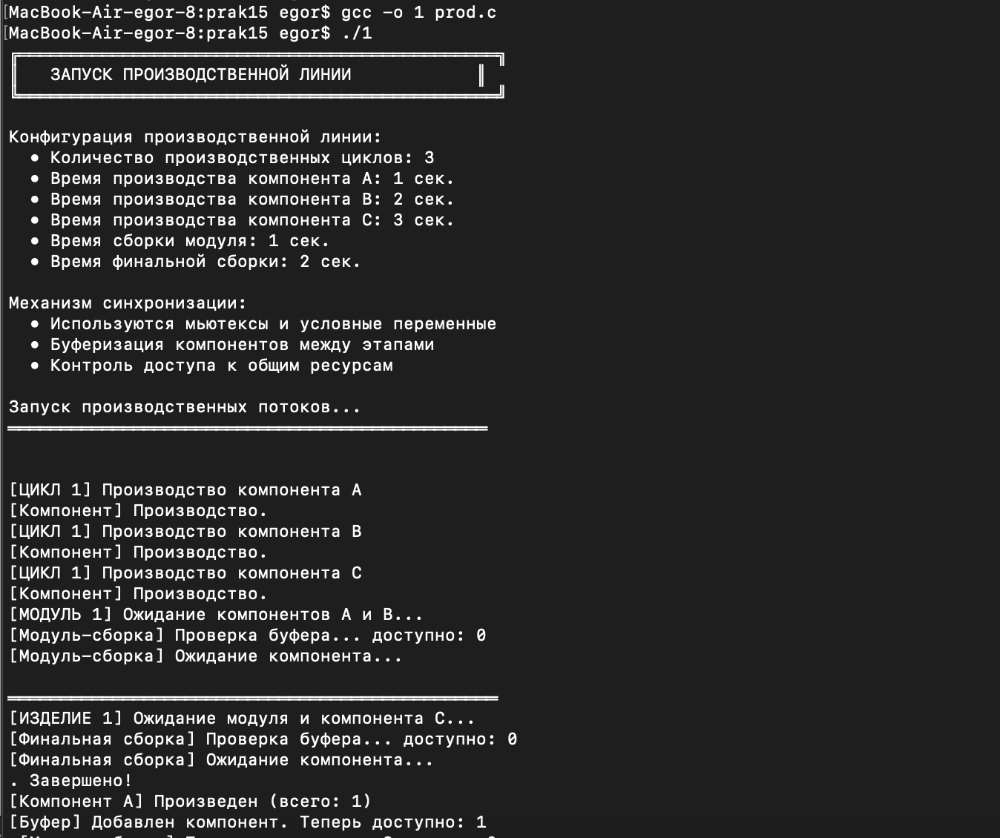 [MacBook-Air-egor-8:prak15 egor$ gcc -o 1 prod.c
[MacBook-Air-egor-8:prak15 egor$ ./1
ЗАПУСК ПРОИЗВОДСТВЕННОЙ ЛИНИИ
Конфигурация производственной линии:
• Количество производственных циклов: 3
• Время производства компонента A: 1 сек.
• Время производства компонента B: 2 сек.
• Время производства компонента C: 3 сек.
• Время сборки модуля: 1 сек.
• Время финальной сборки: 2 сек.
Механизм синхронизации:
• Используются мьютексы и условные переменные
• Буферизация компонентов между этапами
• Контроль доступа к общим ресурсам
Запуск производственных потоков...
[ЦИКЛ 1] Производство компонента A
[Компонент] Производство.
[ЦИКЛ 1] Производство компонента B
[Компонент] Производство.
[ЦИКЛ 1] Производство компонента C
[Компонент] Производство.
[МОДУЛЬ 1] Ожидание компонентов A и B...
[Модуль-сборка] Проверка буфера... доступно: 0
[Модуль-сборка] Ожидание компонента...
[ИЗДЕЛИЕ 1] Ожидание модуля и компонента C...
[Финальная сборка] Проверка буфера... доступно: 0
[Финальная сборка] Ожидание компонента...
. Завершено!
[Компонент A] Произведен (всего: 1)
[Буфер] Добавлен компонент. Теперь доступно: 1